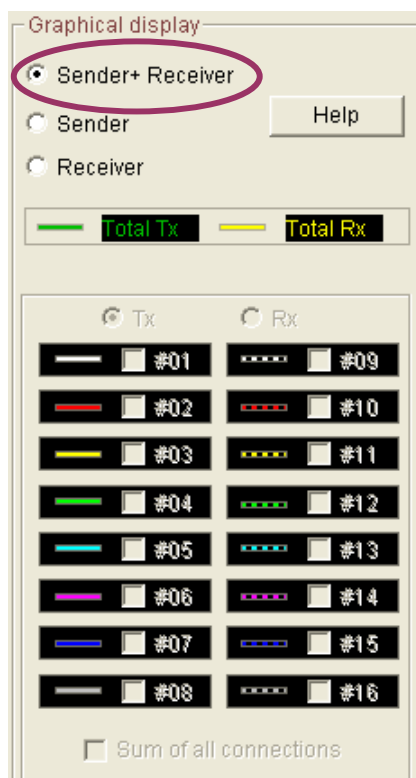 Graphical display
Sender+ Receiver
Sender
Help
Receiver
Total Tx Total Rx
Tx Rx
#01 #09
#02 #10
#03 #11
#04 #12
#05 #13
#06 #14
#07 #15
#08 #16
Sum of all connections